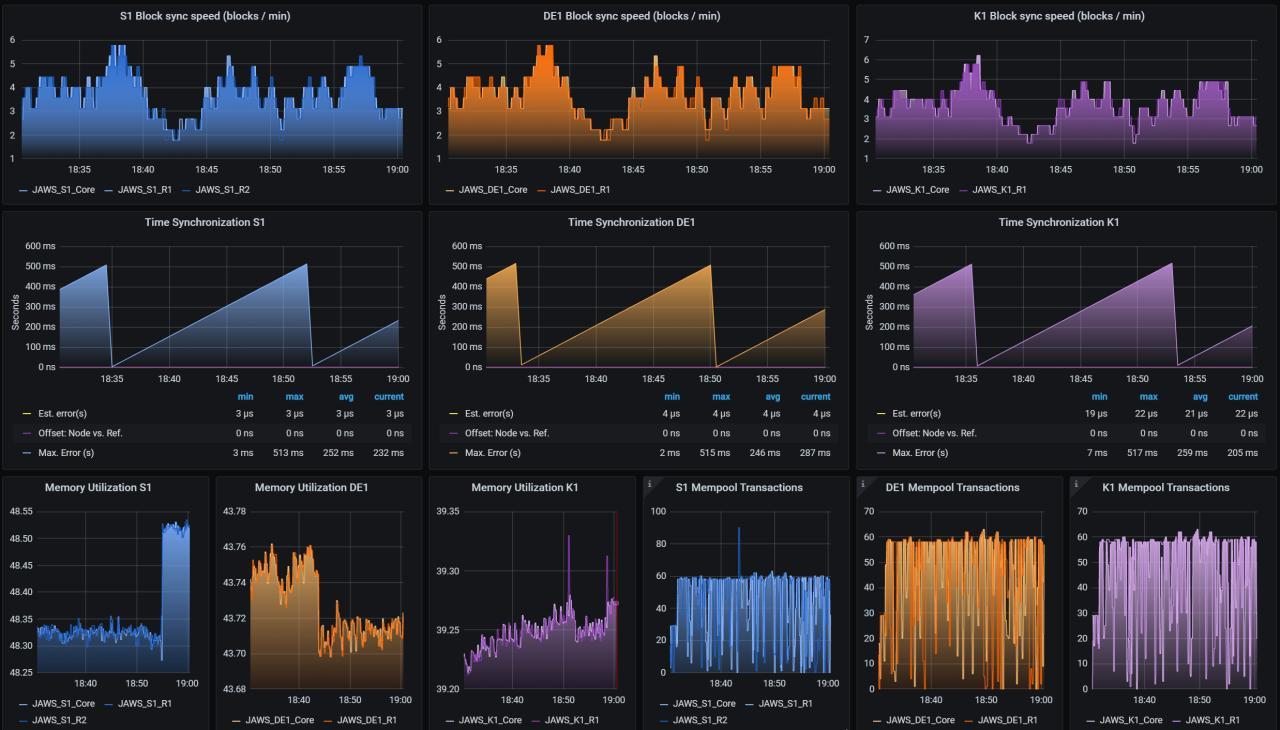 S1 Block sync speed (blocks / min)
6
5
4
3
2
1
18:35 18:40 18:45 18:50 18:55 19:00
JAWS_S1_Core JAWS_S1_R1 JAWS_S1_R2
DE1 Block sync speed (blocks / min)
6
5
4
3
2
1
18:35 18:40 18:45 18:50 18:55 19:00
JAWS_DE1_Core JAWS_DE1_R1
K1 Block sync speed (blocks / min)
7
6
5
4
3
2
1
18:35 18:40 18:45 18:50 18:55 19:00
JAWS_K1_Core JAWS_K1_R1
Time Synchronization S1
Seconds
600 ms
500 ms
400 ms
300 ms
200 ms
100 ms
0 ns
18:35 18:40 18:45 18:50 18:55 19:00
min max avg current
Est. error(s) 3 µs 3 µs 3 µs 3 µs
Offset: Node vs. Ref. 0 ns 0 ns 0 ns 0 ns
Max. Error (s) 3 ms 513 ms 252 ms 232 ms
Time Synchronization DE1
Seconds
600 ms
500 ms
400 ms
300 ms
200 ms
100 ms
0 ns
18:35 18:40 18:45 18:50 18:55 19:00
min max avg current
Est. error(s) 4 µs 4 µs 4 µs 4 µs
Offset: Node vs. Ref. 0 ns 0 ns 0 ns 0 ns
Max. Error (s) 2 ms 515 ms 246 ms 287 ms
Time Synchronization K1
Seconds
600 ms
500 ms
400 ms
300 ms
200 ms
100 ms
0 ns
18:35 18:40 18:45 18:50 18:55 19:00
min max avg current
Est. error(s) 19 µs 22 µs 21 µs 22 µs
Offset: Node vs. Ref. 0 ns 0 ns 0 ns 0 ns
Max. Error (s) 7 ms 517 ms 259 ms 205 ms
Memory Utilization S1
48.55
48.50
48.45
48.40
48.35
48.30
48.25
18:40 18:50 19:00
JAWS_S1_Core JAWS_S1_R1
JAWS_S1_R2
Memory Utilization DE1
43.78
43.76
43.74
43.72
43.70
43.68
18:40 18:50 19:00
JAWS_DE1_Core JAWS_DE1_R1
Memory Utilization K1
39.35
39.30
39.25
39.20
18:40 18:50 19:00
JAWS_K1_Core JAWS_K1_R1
i
S1 Mempool Transactions
100
80
60
40
20
0
18:40 18:50 19:00
JAWS_S1_Core JAWS_S1_R1
JAWS_S1_R2
i
DE1 Mempool Transactions
70
60
50
40
30
20
10
0
18:40 18:50 19:00
JAWS_DE1_Core JAWS_DE1_R1
i
K1 Mempool Transactions
70
60
50
40
30
20
10
0
18:40 18:50 19:00
JAWS_K1_Core JAWS_K1_R1